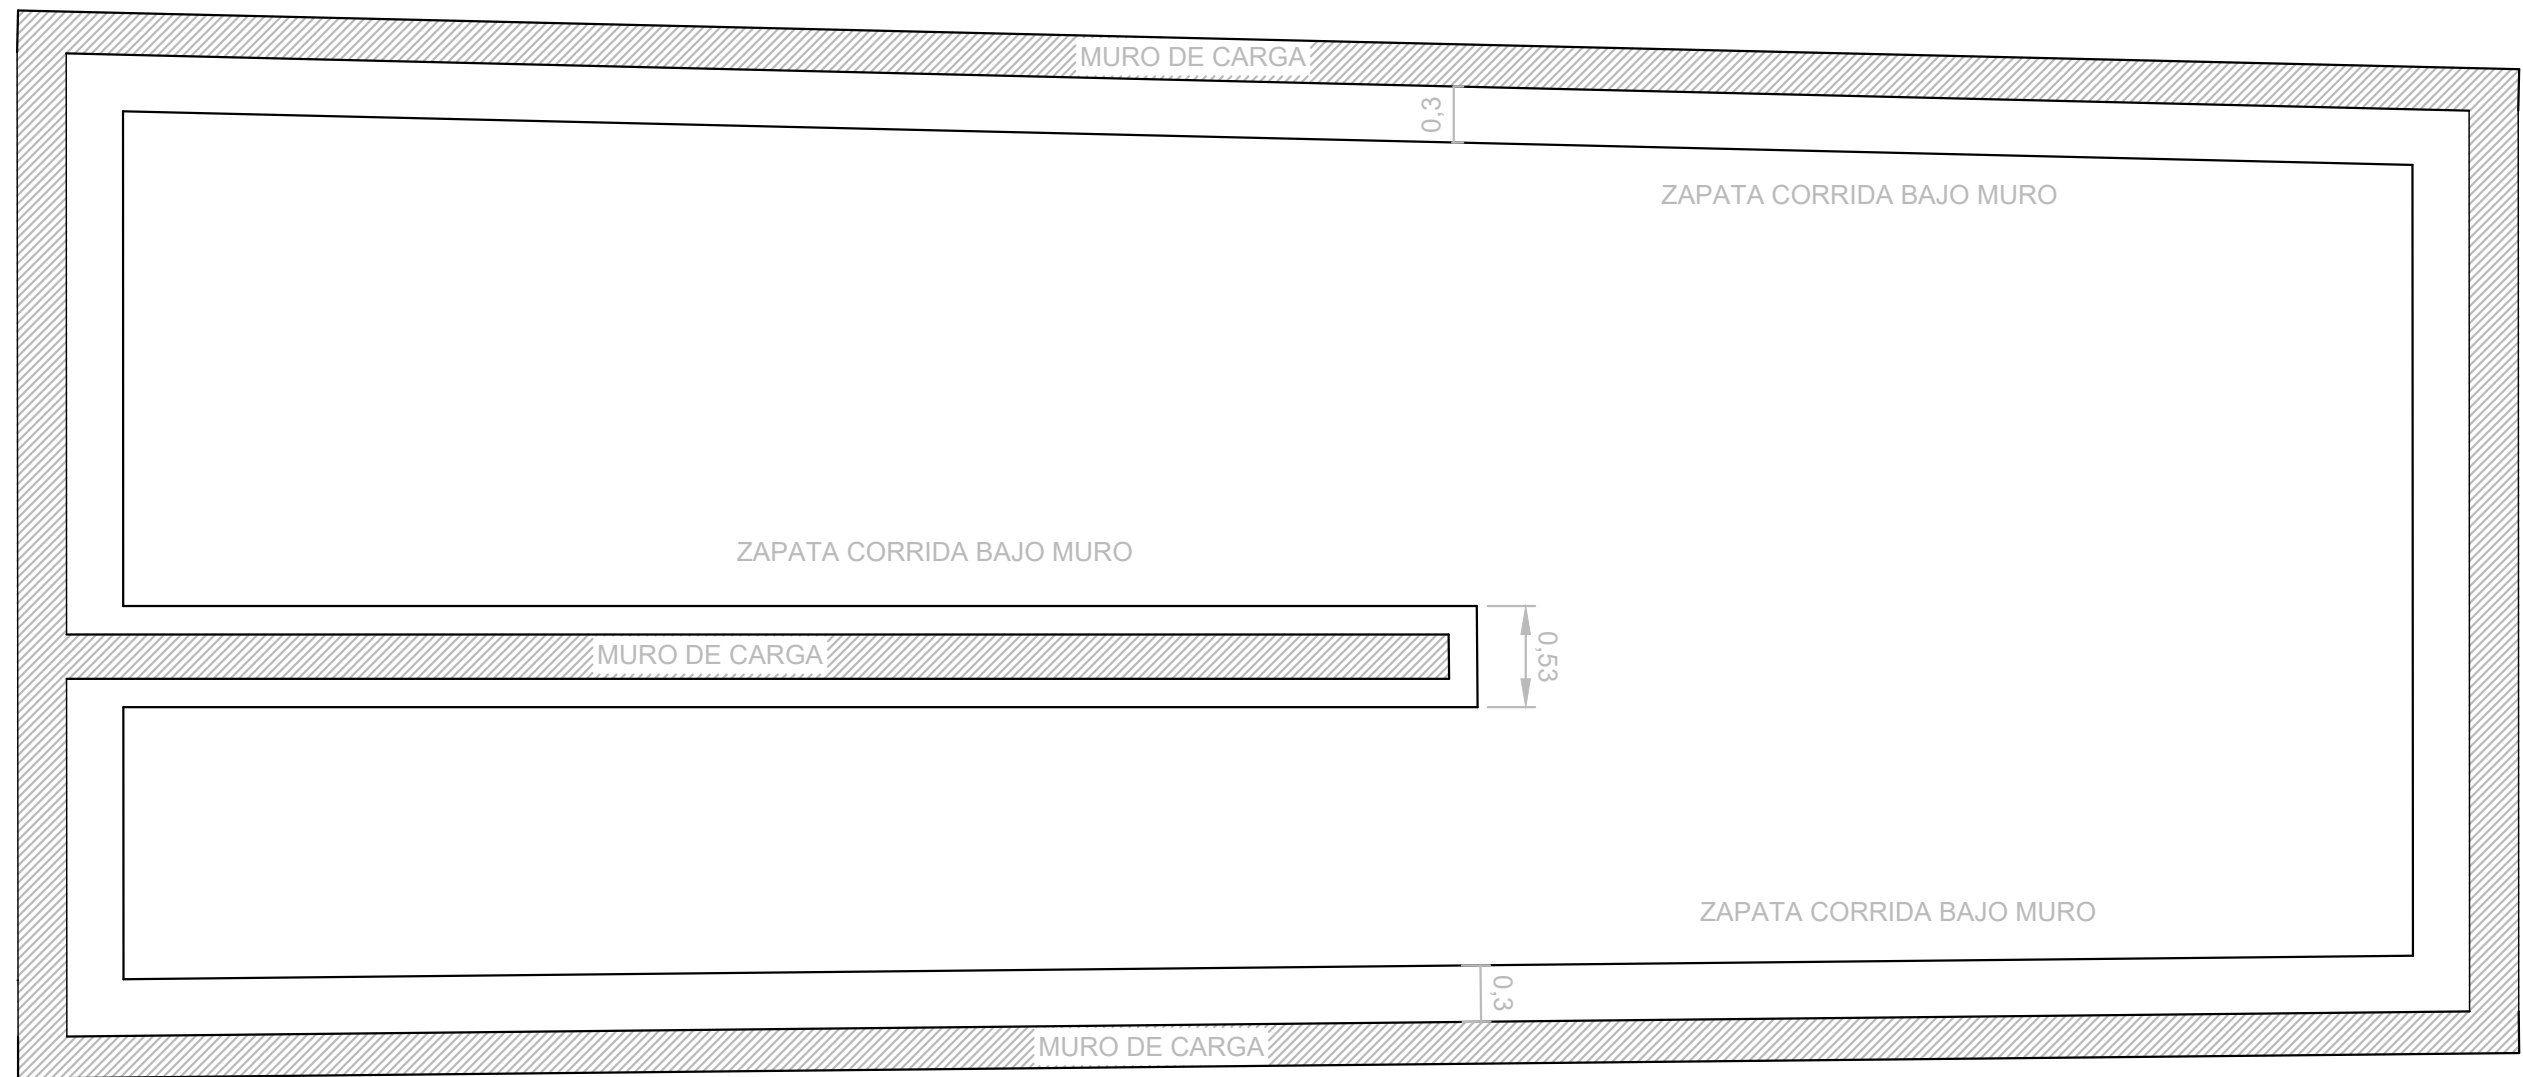 MURO DE CARGA
0,3
ZAPATA CORRIDA BAJO MURO
ZAPATA CORRIDA BAJO MURO
MURO DE CARGA
0,53
ZAPATA CORRIDA BAJO MURO
0,3
MURO DE CARGA